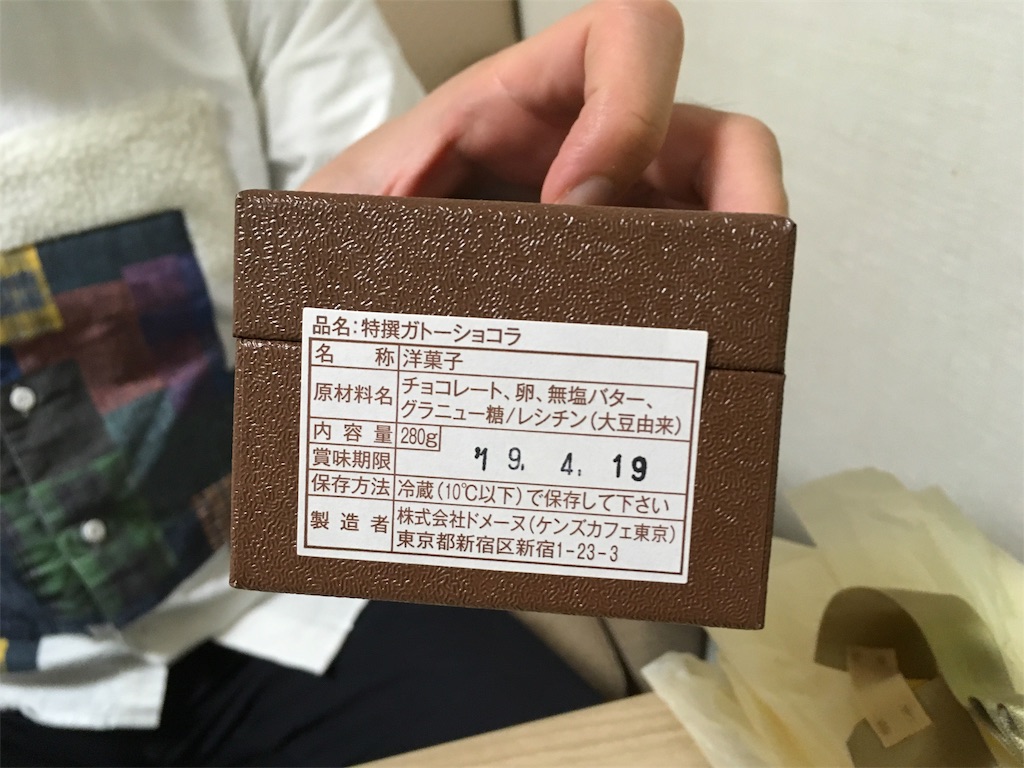 品名:特撰ガトーショコラ
名称 洋菓子
原材料名 チョコレート、卵、無塩バター、
グラニュー糖/レシチン(大豆由来)
内容量 280g
賞味期限 '19. 4. 19
保存方法 冷蔵(10℃以下)で保存して下さい
製造者 株式会社ドメーヌ(ケンズカフェ東京)
東京都新宿区新宿1-23-3